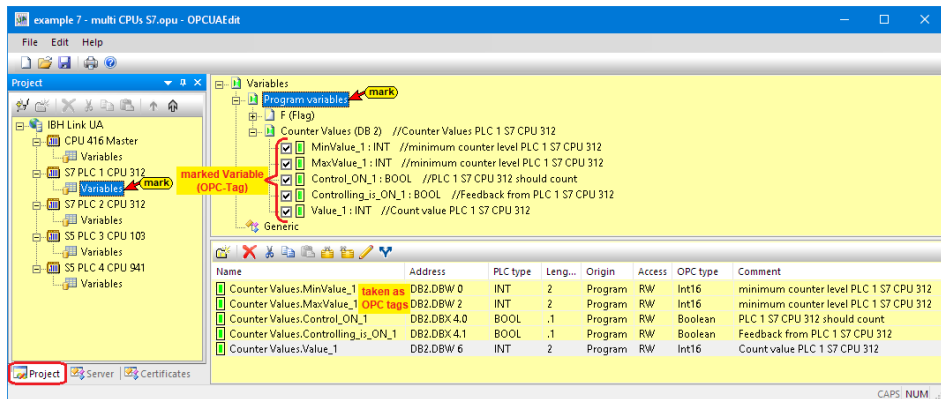 example 7 - multi CPUs S7.opu - OPCUAEdit
File Edit Help
Project
IBH Link UA
CPU 416 Master
Variables
S7 PLC 1 CPU 312
Variables
mark)
S7 PLC 2 CPU 312
Variables
S5 PLC 3 CPU 103
Variables
S5 PLC 4 CPU 941
Variables
Project Server Certificates
Variables
Program variables
mark)
F (Flag)
Counter Values (DB 2) //Counter Values PLC 1 S7 CPU 312
MinValue_1 : INT //minimum counter level PLC 1 S7 CPU 312
MaxValue_1 : INT //minimum counter level PLC 1 S7 CPU 312
Control_ON_1 : BOOL //PLC 1 S7 CPU 312 should count
Controlling_is_ON_1 : BOOL //Feedback from PLC 1 S7 CPU 312
Value_1 : INT //Count value PLC 1 S7 CPU 312
Generic
marked Variable
(OPC-Tag)
Name Address PLC type Leng... Origin Access OPC type Comment
Counter Values.MinValue_1 DB2.DBW 0 INT 2 Program RW Int16 minimum counter level PLC 1 S7 CPU 312
Counter Values.MaxValue_1 DB2.DBW 2 INT 2 Program RW Int16 minimum counter level PLC 1 S7 CPU 312
Counter Values.Control_ON_1 DB2.DBX 4.0 BOOL .1 Program RW Boolean PLC 1 S7 CPU 312 should count
Counter Values.Controlling_is_ON_1 DB2.DBX 4.1 BOOL .1 Program RW Boolean Feedback from PLC 1 S7 CPU 312
Counter Values.Value_1 DB2.DBW 6 INT 2 Program RW Int16 Count value PLC 1 S7 CPU 312
taken as
OPC tags
CAPS NUM